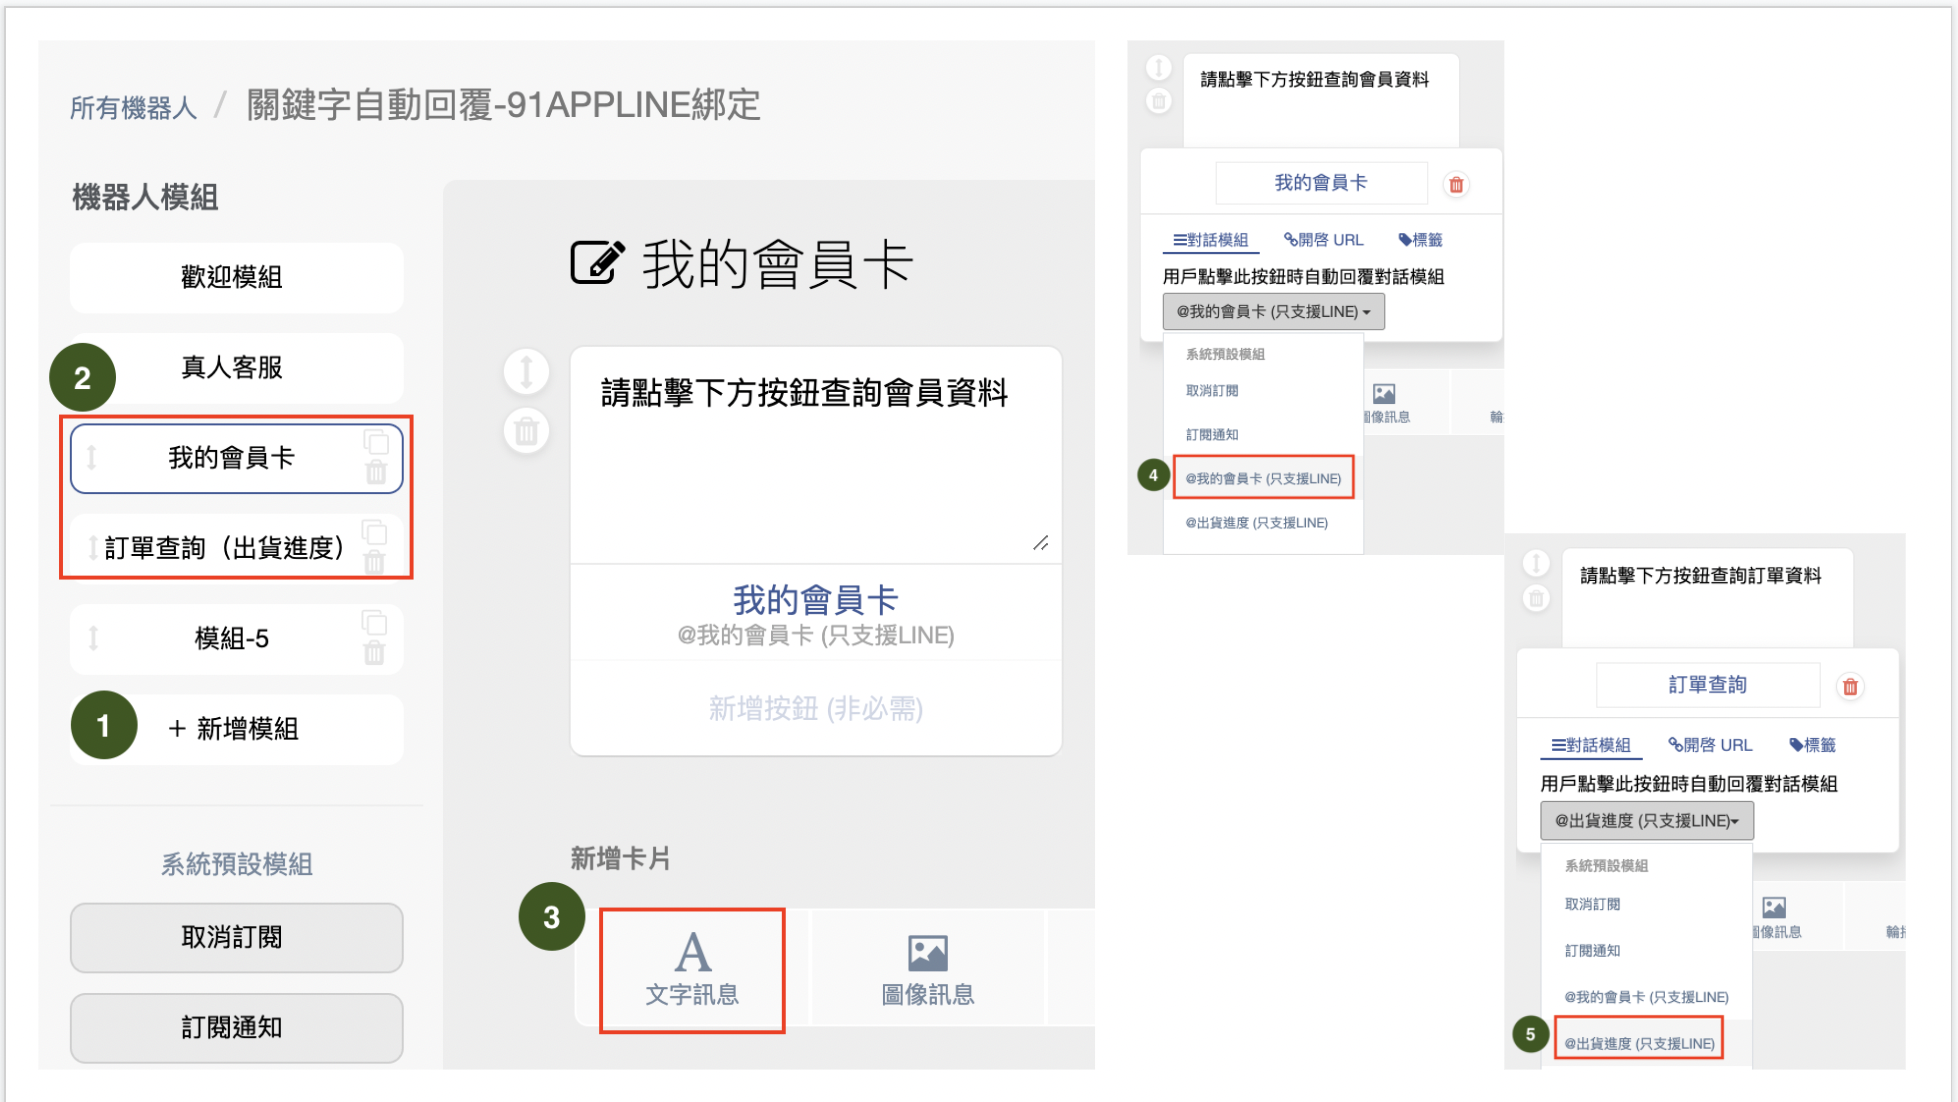 所有機器人 / 關鍵字自動回覆-91APPLINE綁定
機器人模組
歡迎模組
真人客服
2
我的會員卡
訂單查詢（出貨進度）
模組-5
1
+ 新增模組
系統預設模組
取消訂閱
訂閱通知
我的會員卡
請點擊下方按鈕查詢會員資料
我的會員卡
@我的會員卡 (只支援LINE)
新增按鈕 (非必需)
新增卡片
3
A
文字訊息
圖像訊息
請點擊下方按鈕查詢會員資料
我的會員卡
對話模組 開啓 URL 標籤
用戶點擊此按鈕時自動回覆對話模組
@我的會員卡 (只支援LINE)
系統預設模組
取消訂閱
訂閱通知
4
@我的會員卡 (只支援LINE)
@出貨進度 (只支援LINE)
圖像訊息
輪
請點擊下方按鈕查詢訂單資料
訂單查詢
對話模組 開啓 URL 標籤
用戶點擊此按鈕時自動回覆對話模組
@出貨進度 (只支援LINE)
系統預設模組
取消訂閱
訂閱通知
@我的會員卡 (只支援LINE)
5
@出貨進度 (只支援LINE)
圖像訊息
輪